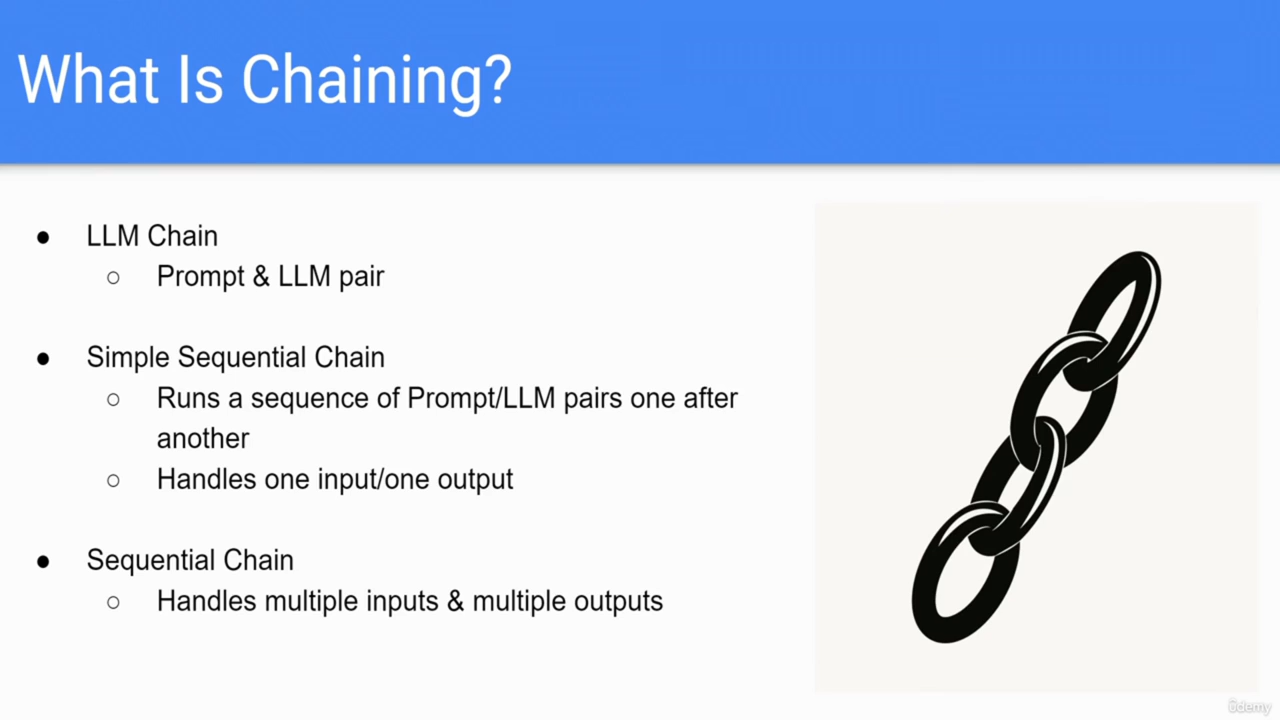 What Is Chaining?
● LLM Chain
○ Prompt & LLM pair
● Simple Sequential Chain
○ Runs a sequence of Prompt/LLM pairs one after
another
○ Handles one input/one output
● Sequential Chain
○ Handles multiple inputs & multiple outputs
ûdemy